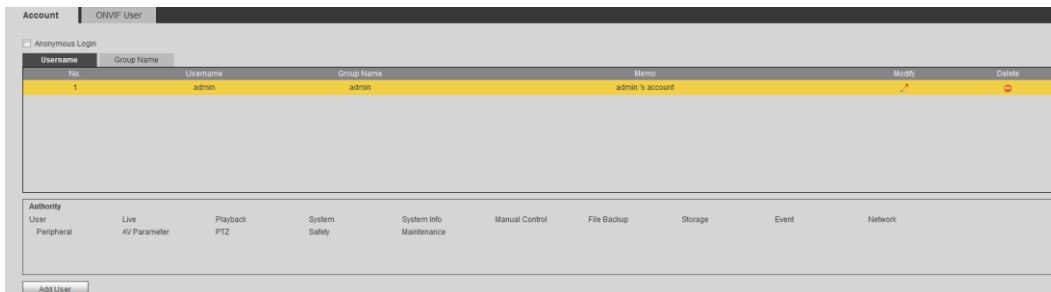 Account ONVIF User
Anonymous Login
Username Group Name
No. Username Group Name Memo Modify Delete
1 admin admin admin 's account
Authority
User Live Playback System System Info Manual Control File Backup Storage Event Network
Peripheral AV Parameter PTZ Safety Maintenance
Add User